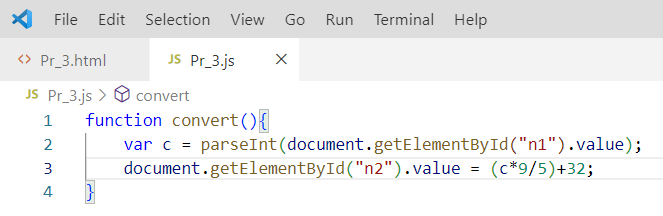 File Edit Selection View Go Run Terminal Help
<> Pr_3.html JS Pr_3.js ×
JS Pr_3.js > convert
1 function convert(){
2 var c = parseInt(document.getElementById("n1").value);
3 document.getElementById("n2").value = (c*9/5)+32;
4 }